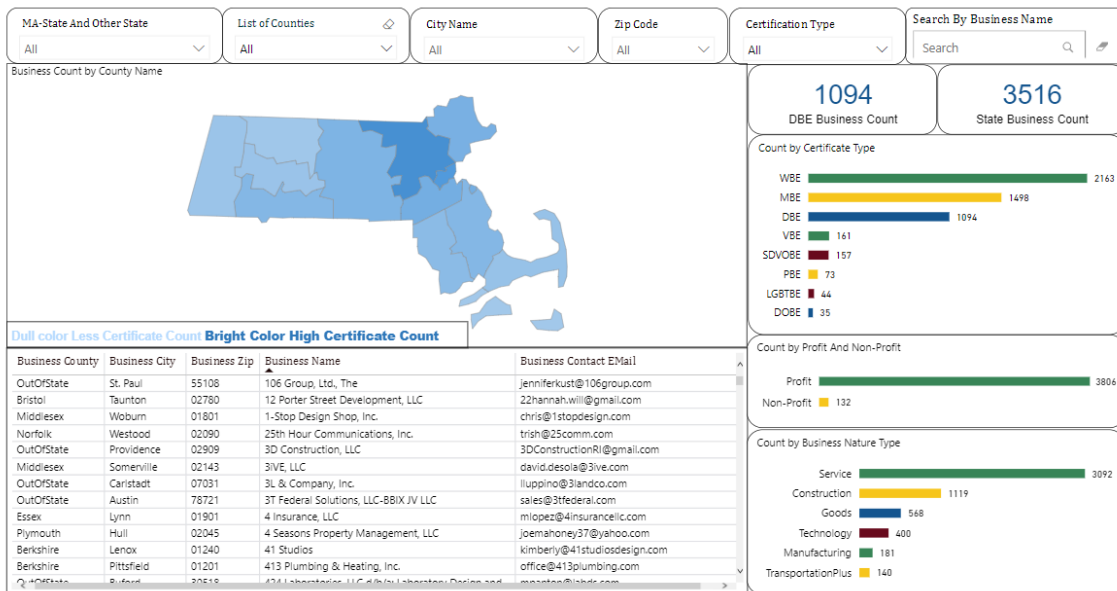 MA-State And Other State
All
List of Counties
All
City Name
All
Zip Code
All
Certification Type
All
Search By Business Name
Search
Business Count by County Name
Dull color Less Certificate Count Bright Color High Certificate Count
1094
DBE Business Count
3516
State Business Count
Count by Certificate Type
WBE 2163
MBE 1498
DBE 1094
VBE 161
SDVOBE 157
PBE 73
LGBTBE 44
DOBE 35
Count by Profit And Non-Profit
Profit 3806
Non-Profit 132
Count by Business Nature Type
Service 3092
Construction 1119
Goods 568
Technology 400
Manufacturing 181
TransportationPlus 140
Business County Business City Business Zip Business Name Business Contact EMail
OutOfState St. Paul 55108 106 Group, Ltd., The jenniferkust@106group.com
Bristol Taunton 02780 12 Porter Street Development, LLC 22hannah.will@gmail.com
Middlesex Woburn 01801 1-Stop Design Shop, Inc. chris@1stopdesign.com
Norfolk Westood 02090 25th Hour Communications, Inc. trish@25comm.com
OutOfState Providence 02909 3D Construction, LLC 3DConstructionRI@gmail.com
Middlesex Somerville 02143 3iVE, LLC david.desola@3ive.com
OutOfState Carlstadt 07031 3L & Company, Inc. lluppino@3landco.com
OutOfState Austin 78721 3T Federal Solutions, LLC-BBIX JV LLC sales@3tfederal.com
Essex Lynn 01901 4 Insurance, LLC mlopez@4insurancellc.com
Plymouth Hull 02045 4 Seasons Property Management, LLC joemahoney37@yahoo.com
Berkshire Lenox 01240 41 Studios kimberly@41studiosdesign.com
Berkshire Pittsfield 01201 413 Plumbing & Heating, Inc. office@413plumbing.com
OutOfState Buford 30518 424 Laboratories, LLC d/b/a/ Laboratory Design and